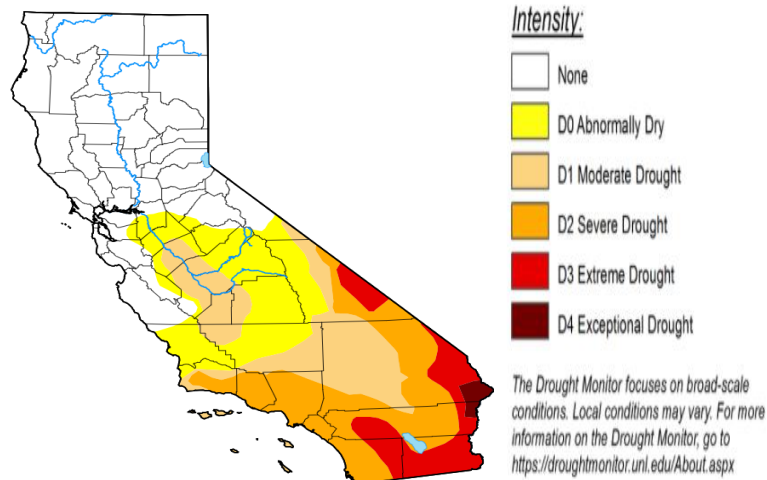 Intensity:
None
D0 Abnormally Dry
D1 Moderate Drought
D2 Severe Drought
D3 Extreme Drought
D4 Exceptional Drought
The Drought Monitor focuses on broad-scale
conditions. Local conditions may vary. For more
information on the Drought Monitor, go to
https://droughtmonitor.unl.edu/About.aspx